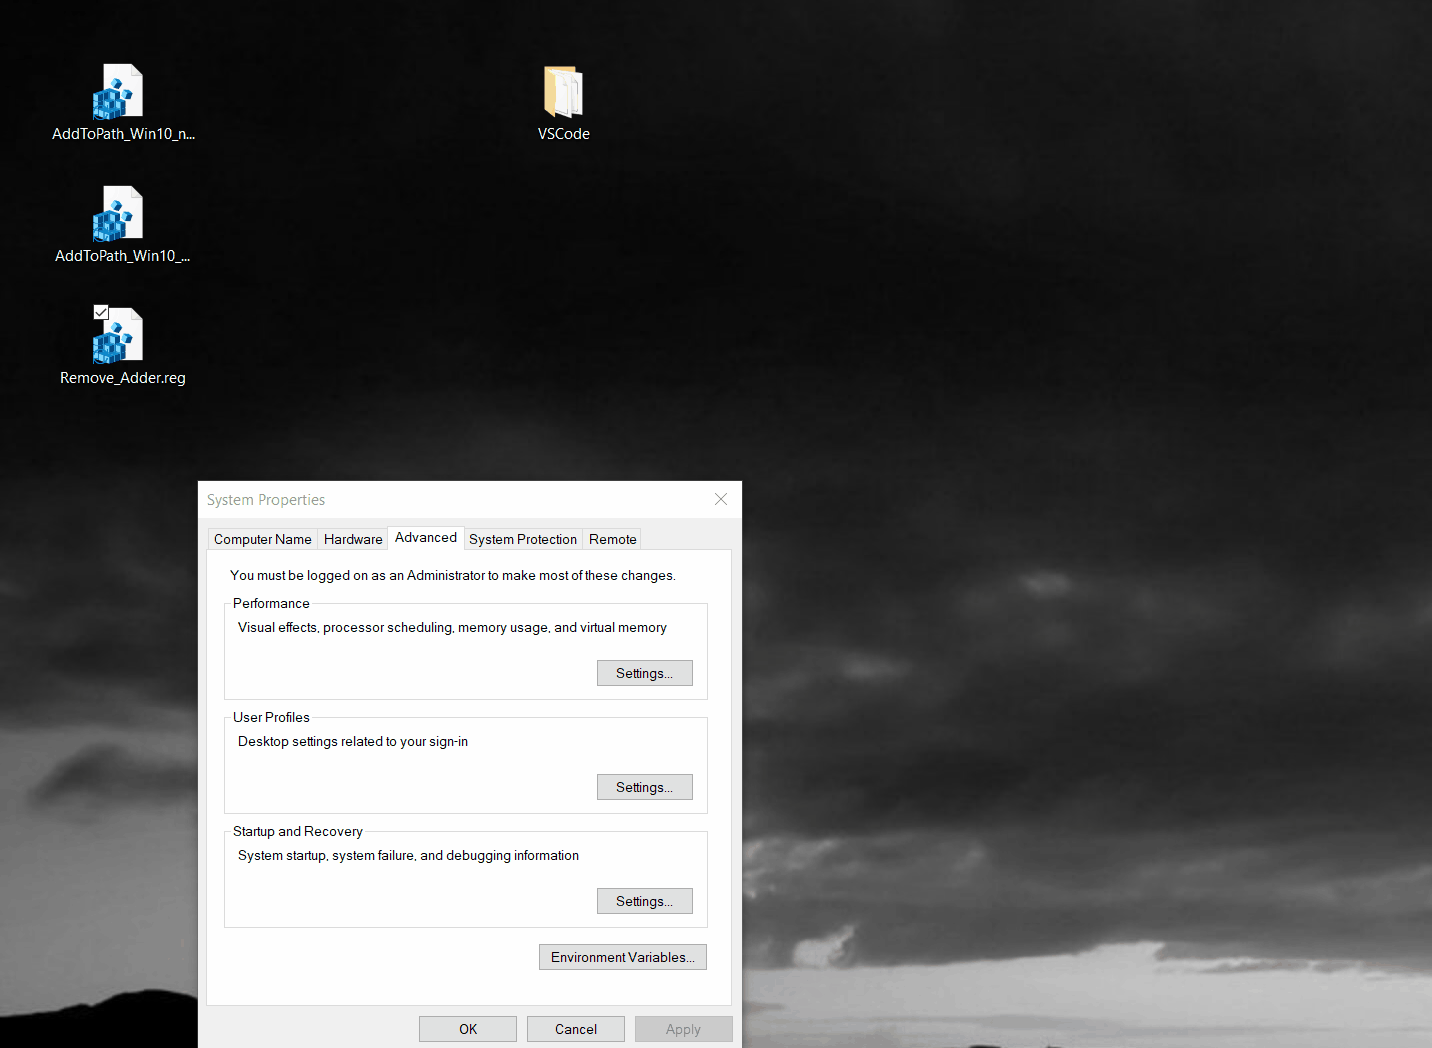 AddToPath_Win10_n...
VSCode
AddToPath_Win10_...
Remove_Adder.reg
System Properties
Computer Name Hardware Advanced System Protection Remote
You must be logged on as an Administrator to make most of these changes.
Performance
Visual effects, processor scheduling, memory usage, and virtual memory
Settings...
User Profiles
Desktop settings related to your sign-in
Settings...
Startup and Recovery
System startup, system failure, and debugging information
Settings...
Environment Variables...
OK Cancel Apply